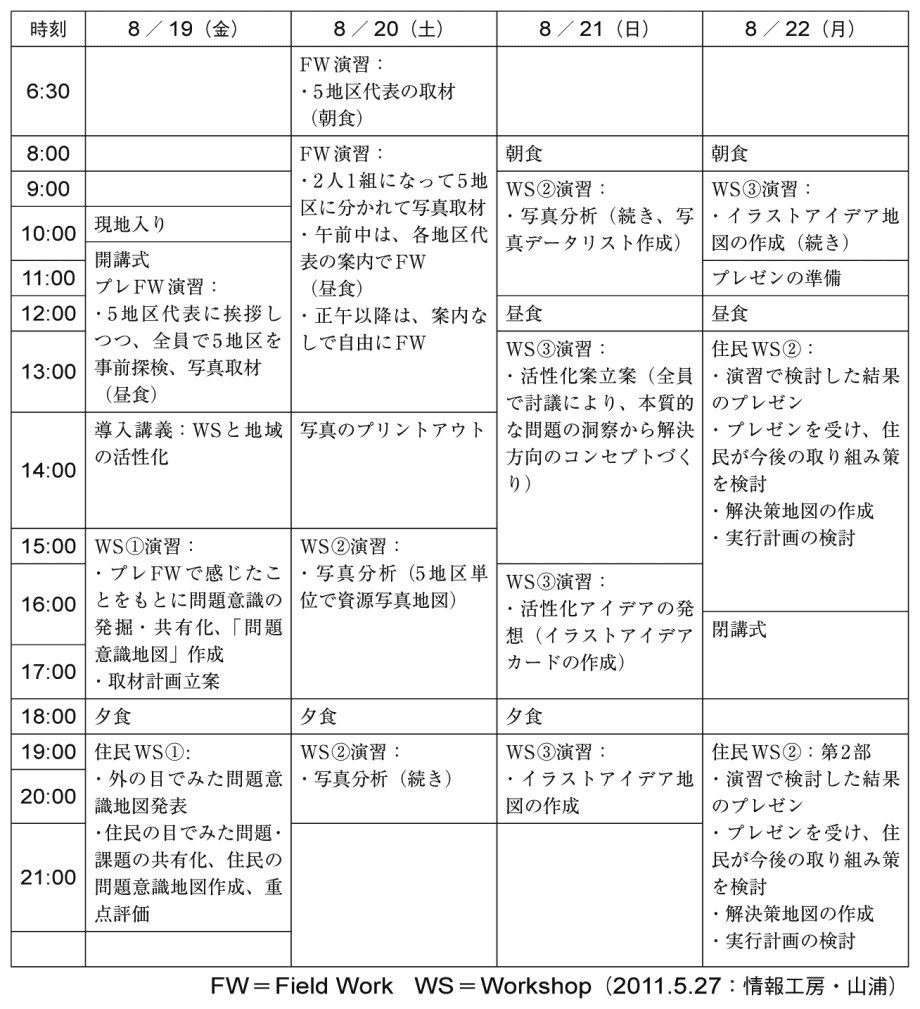 時刻
8／19（金）
8／20（土）
8／21（日）
8／22（月）
6:30
FW演習：
・5地区代表の取材
（朝食）
8:00
FW演習：
・2人1組になって5地
区に分かれて写真取材
・午前中は、各地区代
表の案内でFW
（昼食）
・正午以降は、案内な
しで自由にFW
朝食
朝食
9:00
WS②演習：
・写真分析（続き、写
真データリスト作成）
WS③演習：
・イラストアイデア地
図の作成（続き）
10:00
現地入り
開講式
プレFW演習：
・5地区代表に挨拶し
つつ、全員で5地区を
事前探検、写真取材
（昼食）
11:00
プレゼンの準備
12:00
昼食
昼食
13:00
WS③演習：
・活性化案立案（全員
で討議により、本質的
な問題の洞察から解決
方向のコンセプトづく
り）
住民WS②：
・演習で検討した結果
のプレゼン
・プレゼンを受け、住
民が今後の取り組み策
を検討
・解決策地図の作成
・実行計画の検討
14:00
導入講義：WSと地域
の活性化
写真のプリントアウト
15:00
WS①演習：
・プレFWで感じたこ
とをもとに問題意識の
発掘・共有化、「問題
意識地図」作成
・取材計画立案
WS②演習：
・写真分析（5地区単
位で資源写真地図）
16:00
WS③演習：
・活性化アイデアの発
想（イラストアイデア
カードの作成）
閉講式
17:00
18:00
夕食
夕食
夕食
19:00
住民WS①:
・外の目でみた問題意
識地図発表
・住民の目でみた問題・
課題の共有化、住民の
問題意識地図作成、重
点評価
WS②演習：
・写真分析（続き）
WS③演習：
・イラストアイデア地
図の作成
住民WS②：第2部
・演習で検討した結果
のプレゼン
・プレゼンを受け、住
民が今後の取り組み策
を検討
・解決策地図の作成
・実行計画の検討
20:00
21:00
FW＝Field Work　WS＝Workshop（2011.5.27：情報工房・山浦）